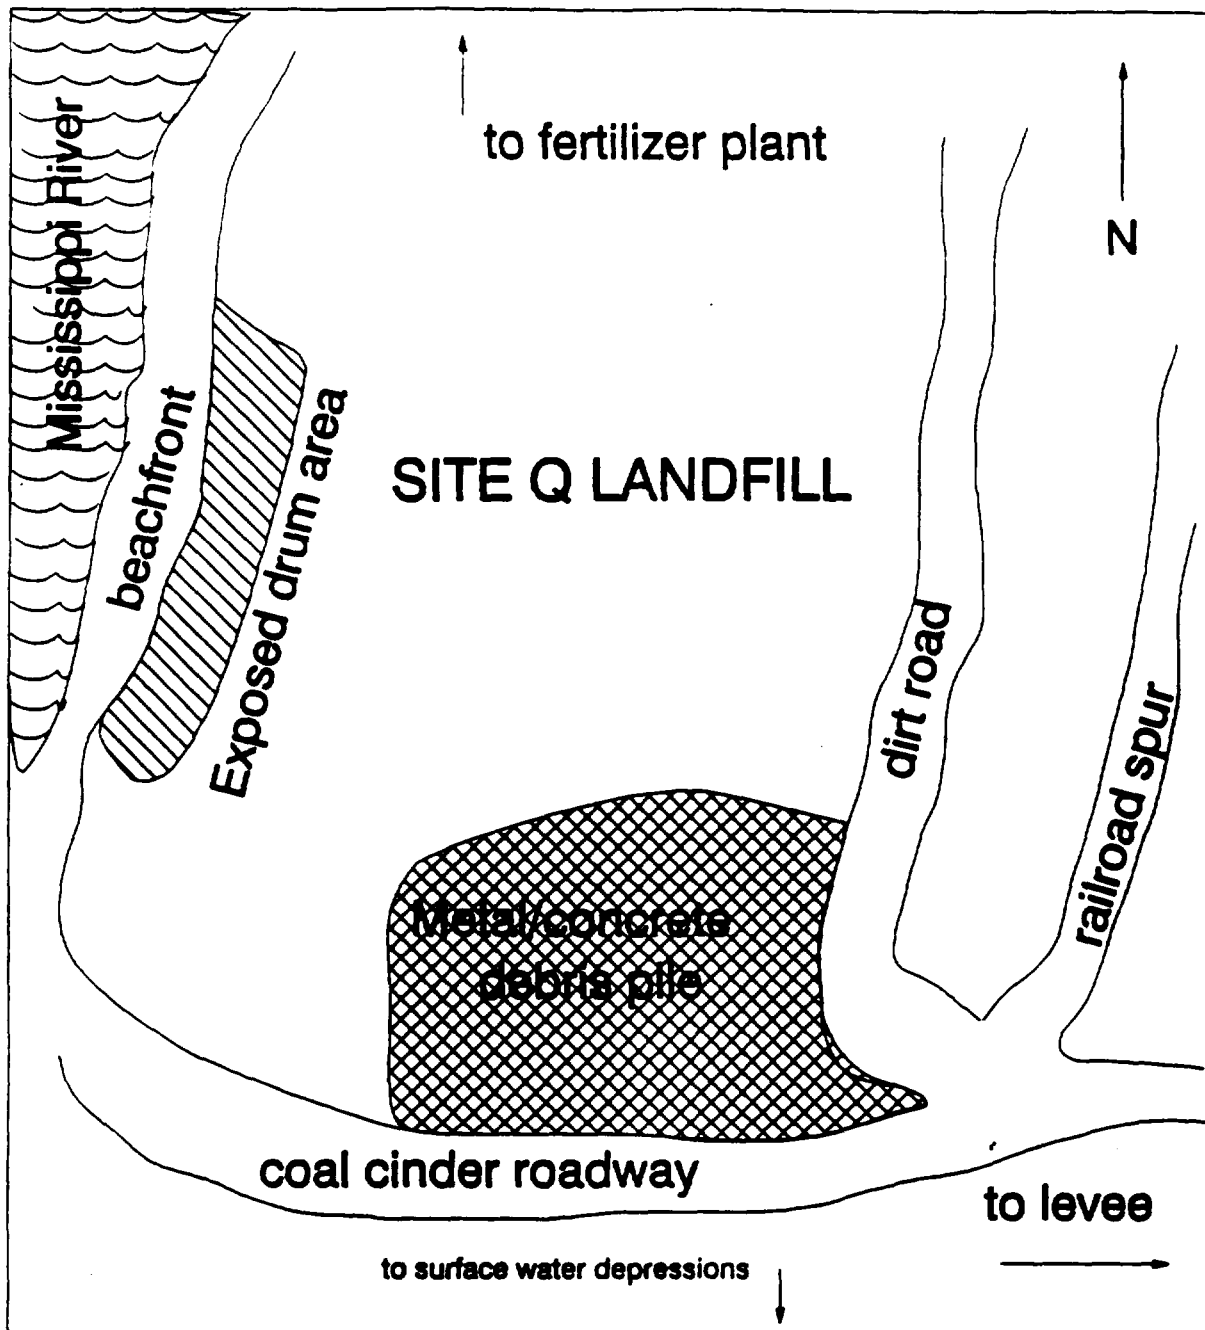 to fertilizer plant
N
Mississippi River
beachfront
Exposed drum area
SITE Q LANDFILL
dirt road
railroad spur
Metal/concrete
debris pile
coal cinder roadway
to levee
to surface water depressions